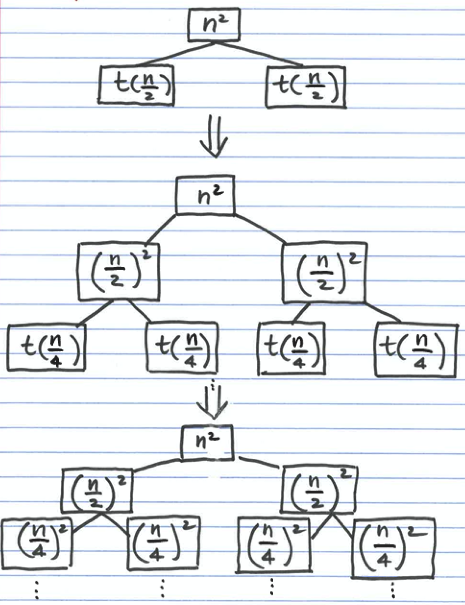 n²
t(n/2) t(n/2)
⇓
n²
(n/2)² (n/2)²
t(n/4) t(n/4) t(n/4) t(n/4)
⇓
n²
(n/2)² (n/2)²
(n/4)² (n/4)² (n/4)² (n/4)²
⋮ ⋮ ⋮ ⋮